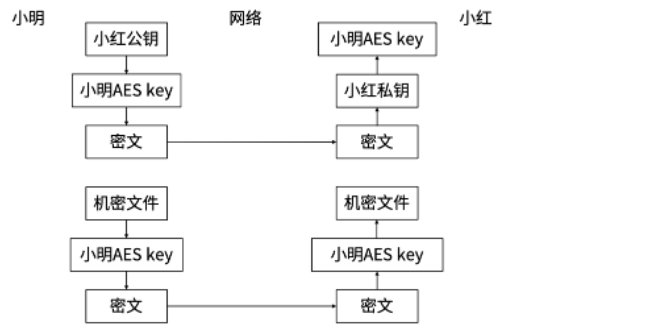 小明 网络 小红
小红公钥 小明AES key
小明AES key 小红私钥
密文 密文
机密文件 机密文件
小明AES key 小明AES key
密文 密文